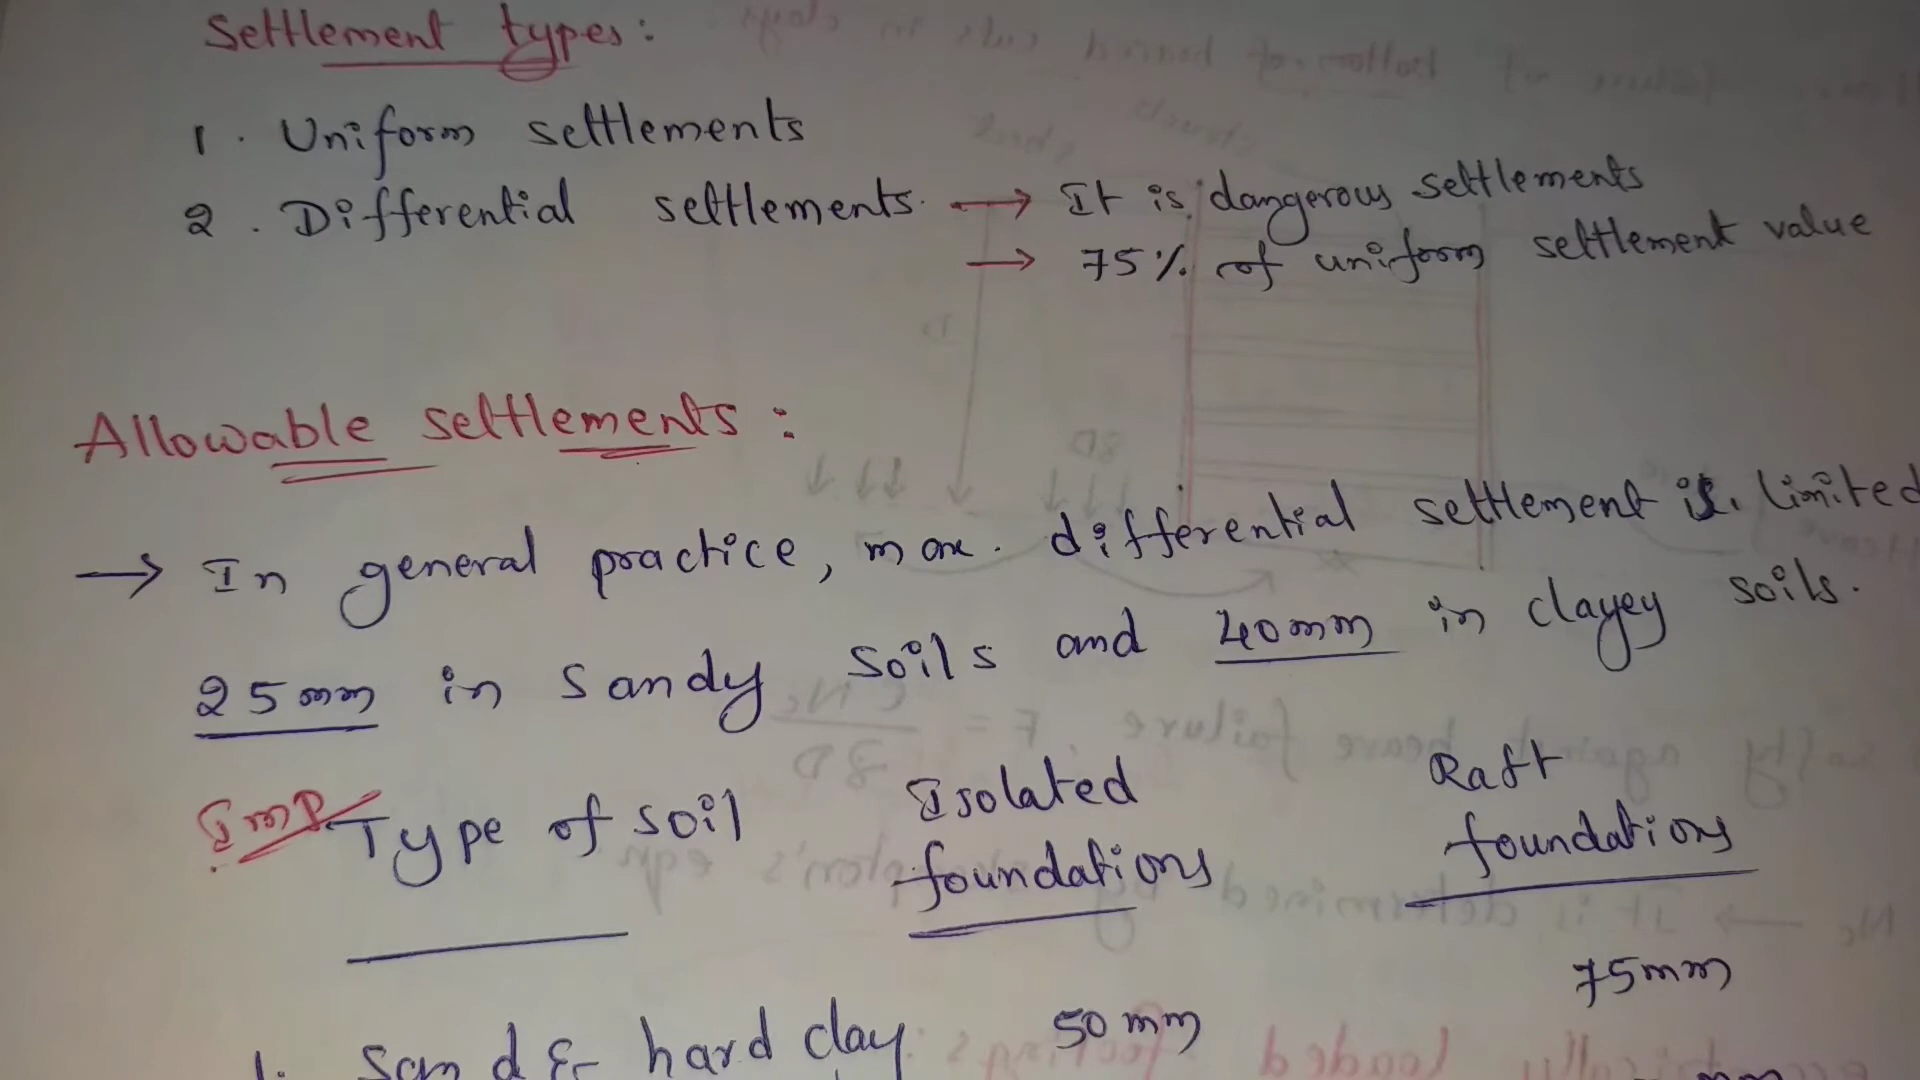 Settlement types:
1. Uniform settlements
2. Differential settlements. → It is dangerous settlements
→ 75% of uniform settlement value
Allowable settlements:
→ In general practice, max. differential settlement is. limited
25mm in sandy soils and 40mm in clayey soils.
Imp Type of soil Isolated foundations Raft foundations
1. Sand & hard clay 50mm 75mm